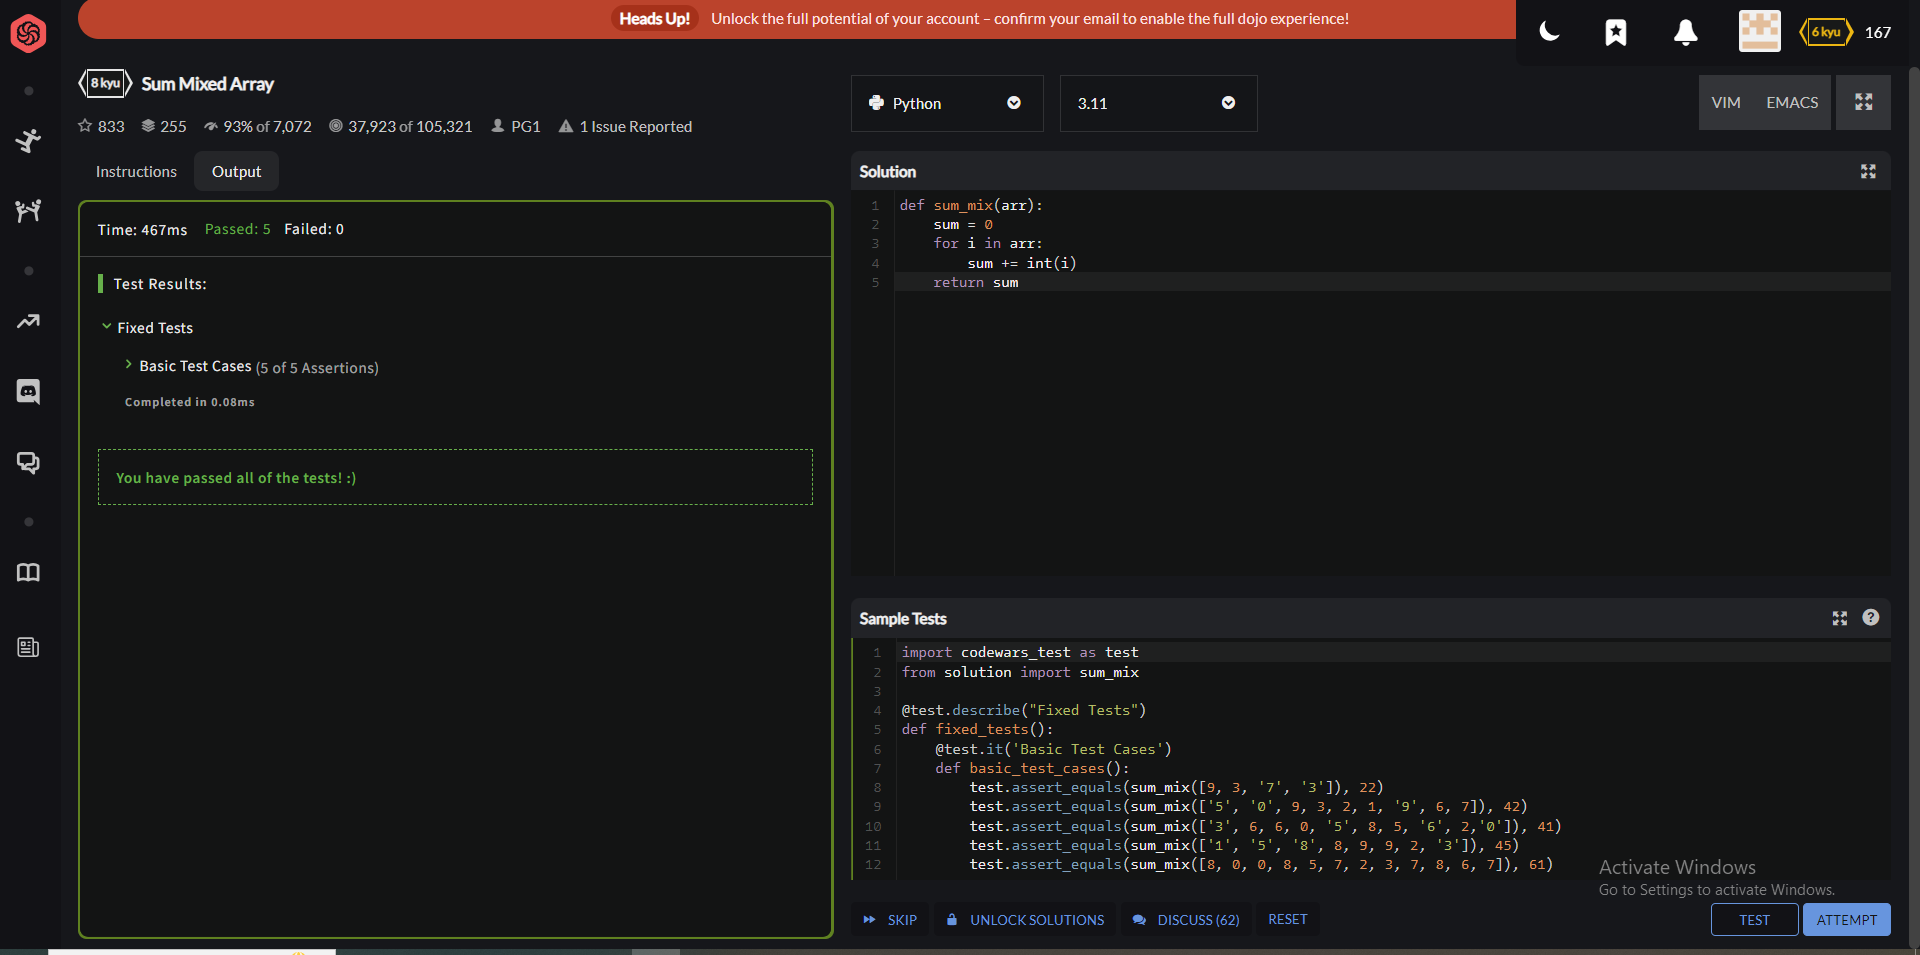 Heads Up! Unlock the full potential of your account – confirm your email to enable the full dojo experience!
6 kyu 167
8 kyu Sum Mixed Array
833 255 93% of 7,072 37,923 of 105,321 PG1 1 Issue Reported
Instructions Output
Time: 467ms Passed: 5 Failed: 0
Test Results:
Fixed Tests
Basic Test Cases (5 of 5 Assertions)
Completed in 0.08ms
You have passed all of the tests! :)
Python 3.11 VIM EMACS
Solution
1 def sum_mix(arr):
2 sum = 0
3 for i in arr:
4 sum += int(i)
5 return sum
Sample Tests
1 import codewars_test as test
2 from solution import sum_mix
3
4 @test.describe("Fixed Tests")
5 def fixed_tests():
6 @test.it('Basic Test Cases')
7 def basic_test_cases():
8 test.assert_equals(sum_mix([9, 3, '7', '3']), 22)
9 test.assert_equals(sum_mix(['5', '0', 9, 3, 2, 1, '9', 6, 7]), 42)
10 test.assert_equals(sum_mix(['3', 6, 6, 0, '5', 8, 5, '6', 2,'0']), 41)
11 test.assert_equals(sum_mix(['1', '5', '8', 8, 9, 9, 2, '3']), 45)
12 test.assert_equals(sum_mix([8, 0, 0, 8, 5, 7, 2, 3, 7, 8, 6, 7]), 61)
Activate Windows
Go to Settings to activate Windows.
SKIP UNLOCK SOLUTIONS DISCUSS (62) RESET TEST ATTEMPT